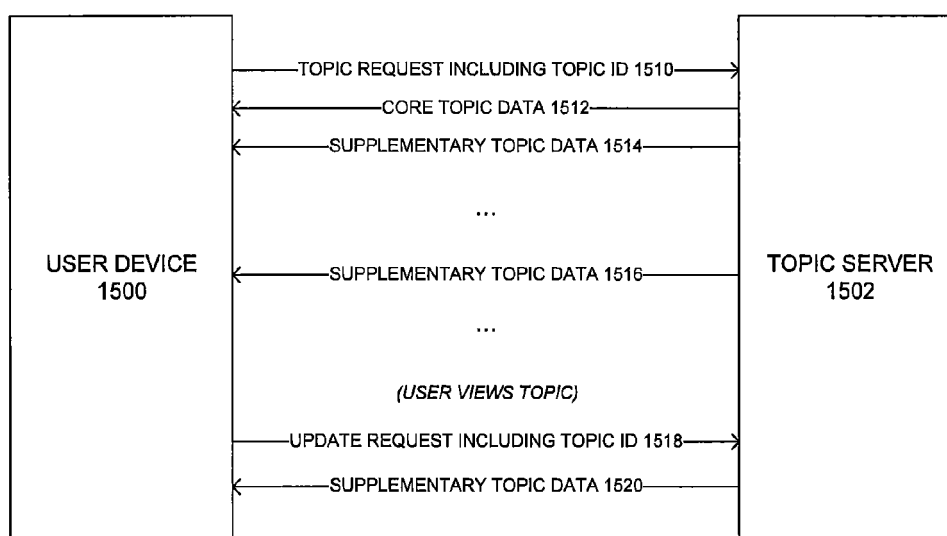 TOPIC REQUEST INCLUDING TOPIC ID 1510
CORE TOPIC DATA 1512
SUPPLEMENTARY TOPIC DATA 1514
...
USER DEVICE
1500
SUPPLEMENTARY TOPIC DATA 1516
TOPIC SERVER
1502
...
(USER VIEWS TOPIC)
UPDATE REQUEST INCLUDING TOPIC ID 1518
SUPPLEMENTARY TOPIC DATA 1520